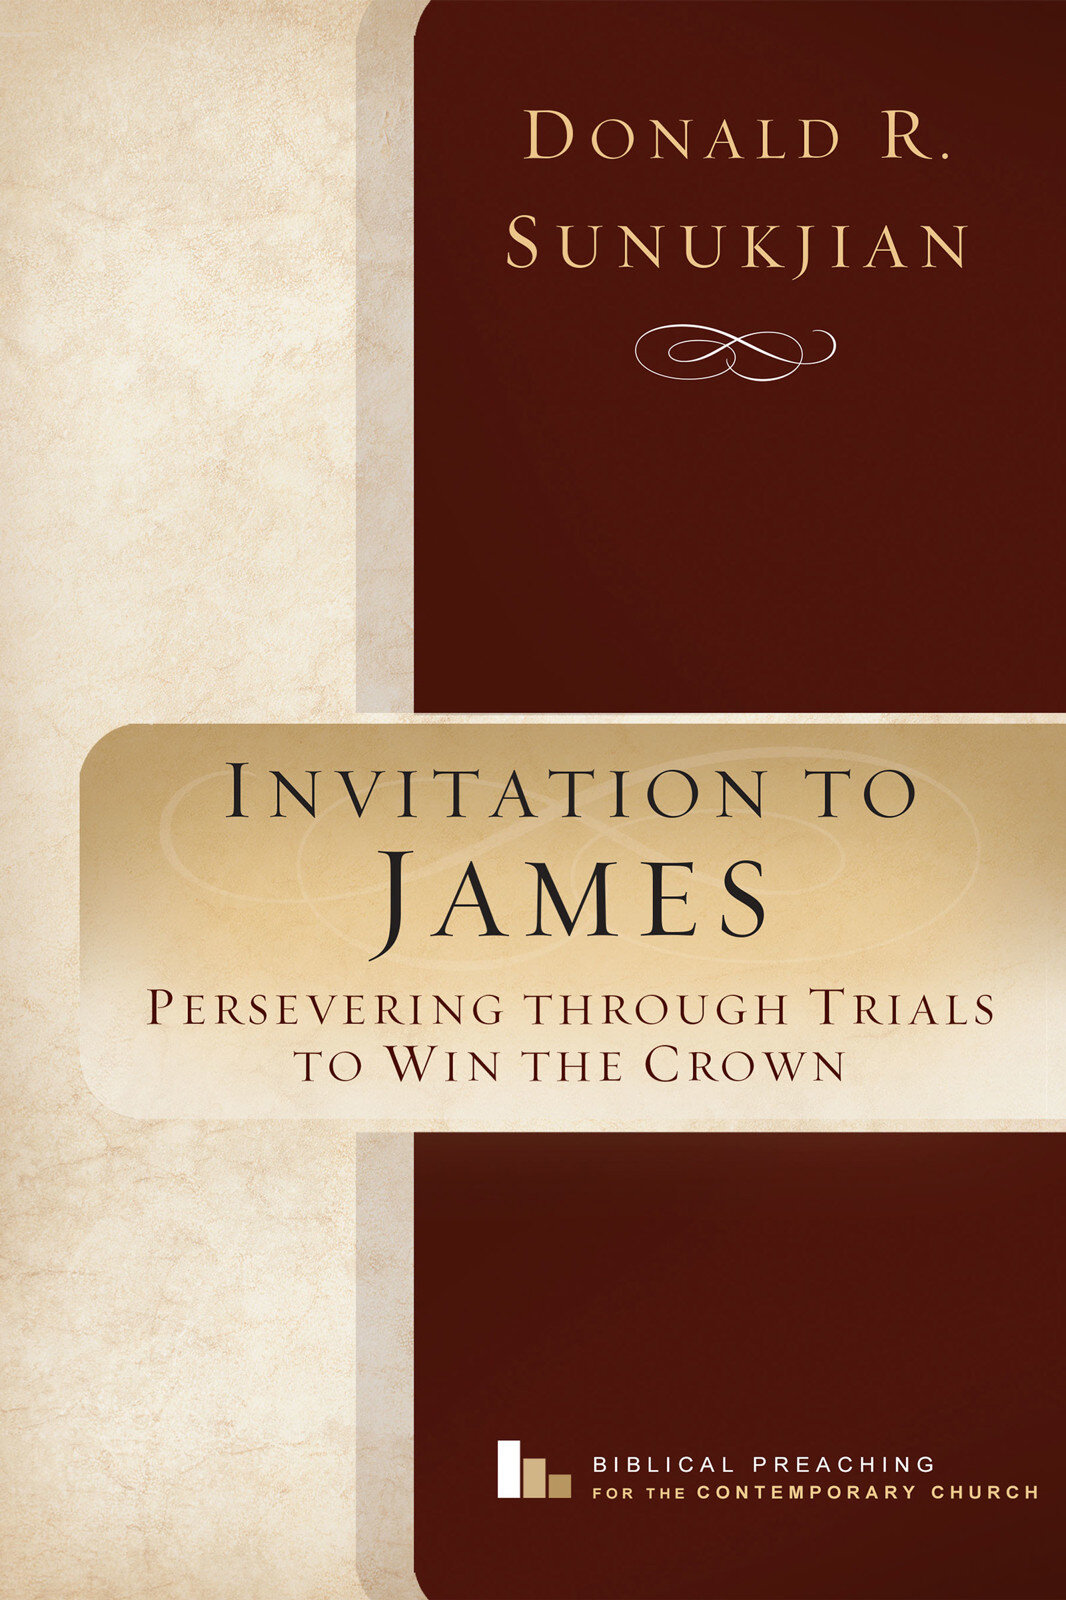 Donald R.
Sunukjian
Invitation to
James
Persevering through Trials
to Win the Crown
BIBLICAL PREACHING
FOR THE CONTEMPORARY CHURCH